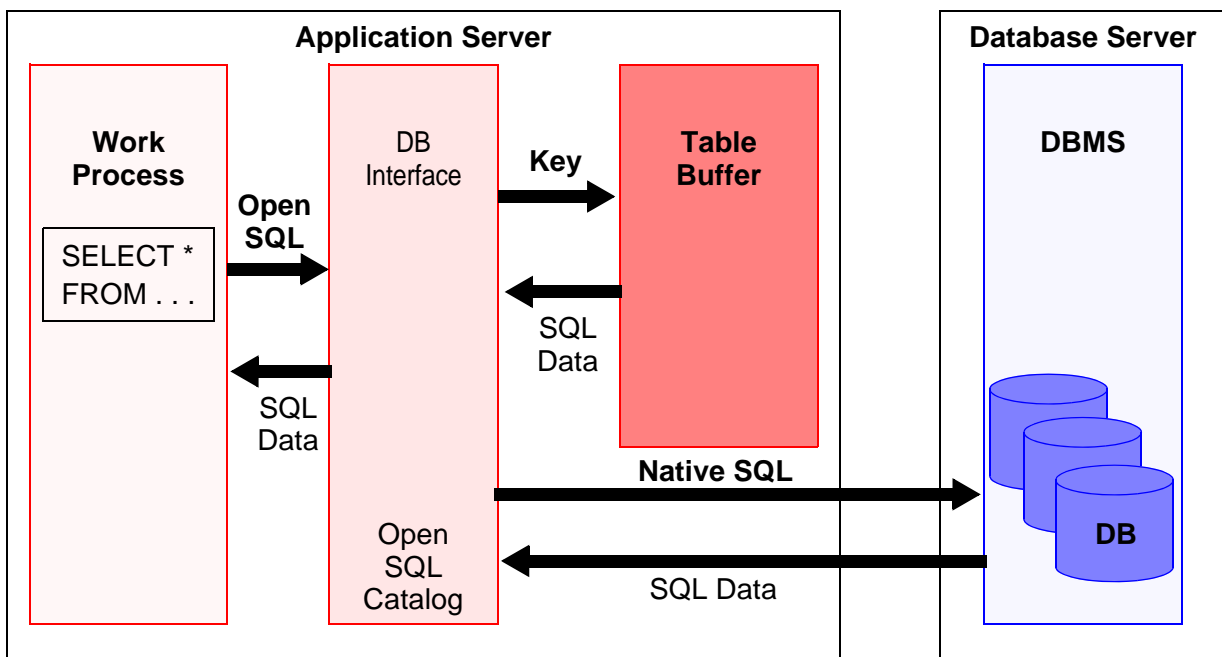 Application Server
Database Server
Work
Process
DB
Interface
Table
Buffer
DBMS
Key
Open
SQL
SELECT *
FROM . . .
SQL
Data
SQL
Data
Native SQL
Open
SQL
Catalog
DB
SQL Data